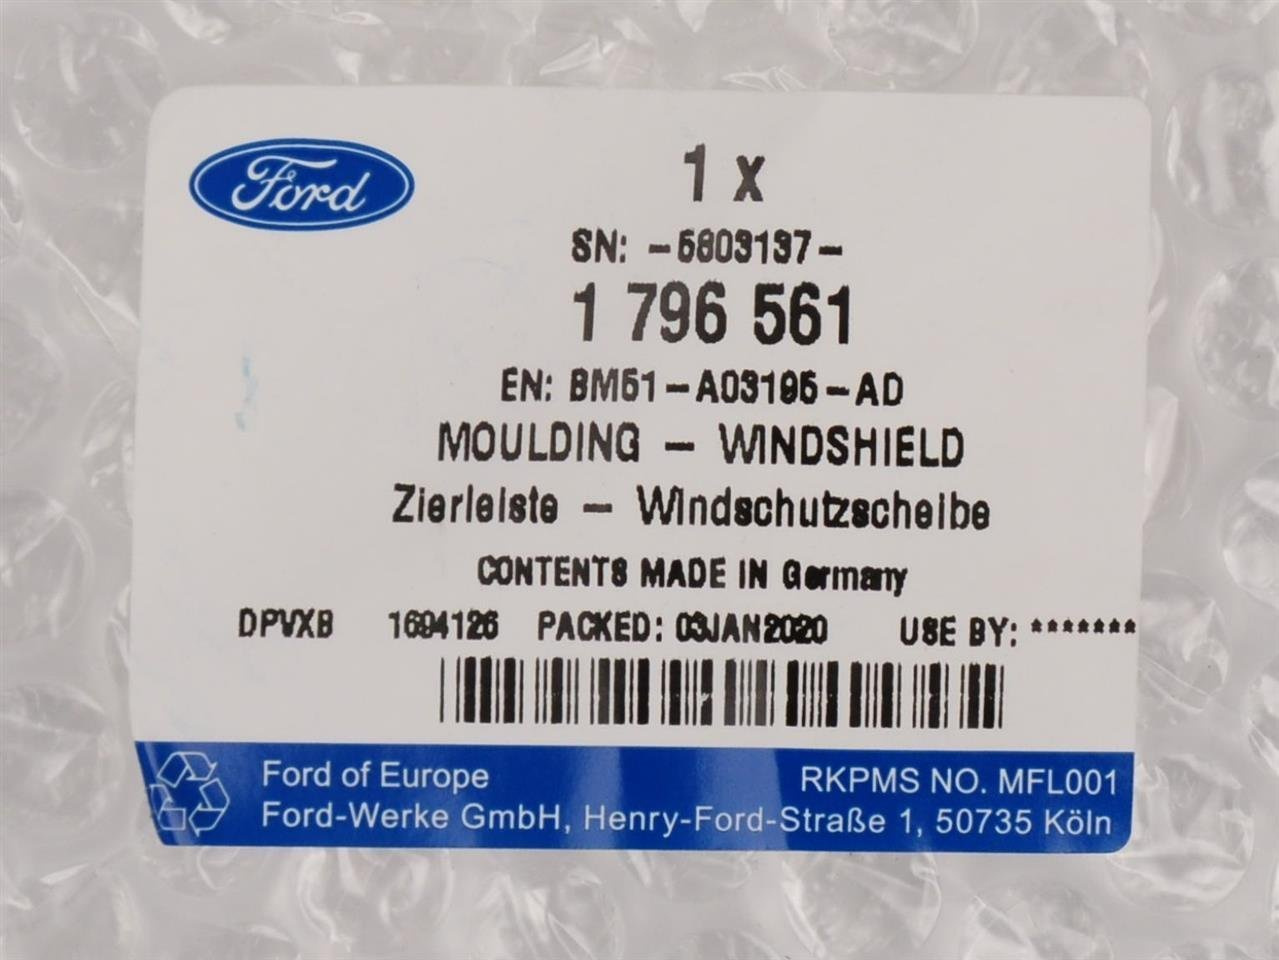 Ford
1 x
SN: -5803137-
1 796 561
EN: BM51-A03195-AD
MOULDING - WINDSHIELD
Zierleiste - Windschutzscheibe
CONTENTS MADE IN Germany
DPVXB 1694126 PACKED: 03JAN2020 USE BY: *******
Ford of Europe RKPMS NO. MFL001
Ford-Werke GmbH, Henry-Ford-Straße 1, 50735 Köln